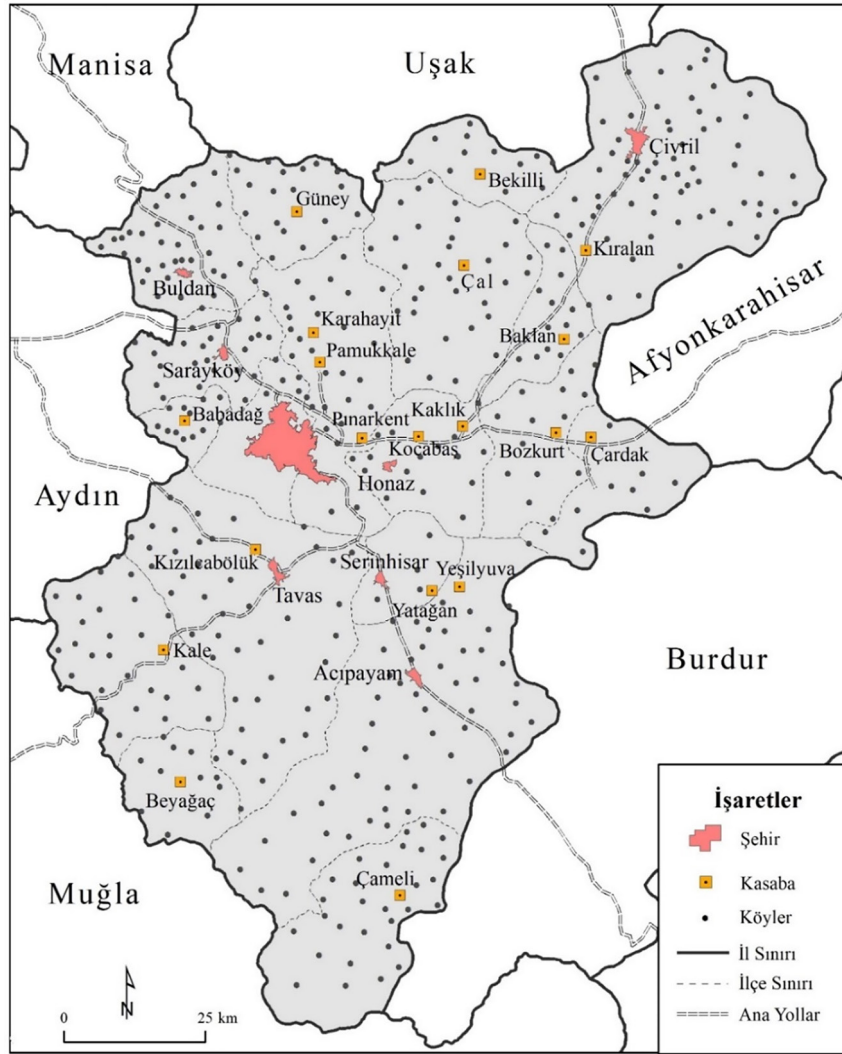 Manisa
Uşak
Çivril
Bekilli
Güney
Kıralan
Çal
Buldan
Afyonkarahisar
Karahayıt
Baklan
Pamukkale
Sarayköy
Babadağ
Pınarkent
Kaklık
Kocabaş
Bozkurt
Çardak
Honaz
Aydın
Kızılcabölük
Serinhisar
Yeşilyuva
Tavas
Yatağan
Kale
Acıpayam
Burdur
Beyağaç
Çameli
Muğla
N
0 25 km
İşaretler
Şehir
Kasaba
Köyler
İl Sınırı
İlçe Sınırı
Ana Yollar